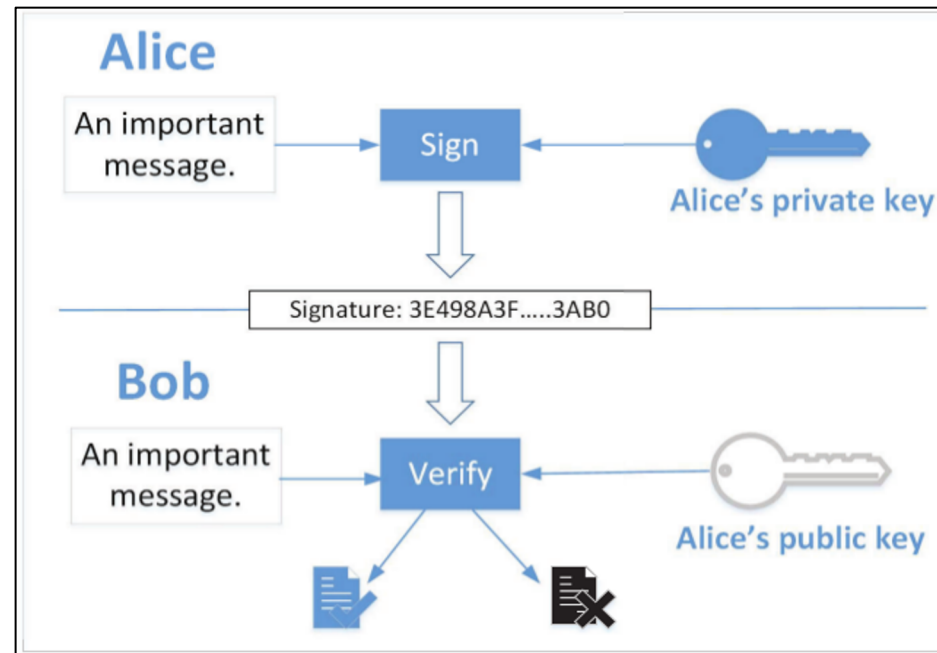 Alice
An important
message.
Sign
Alice’s private key
Signature: 3E498A3F.....3AB0
Bob
An important
message.
Verify
Alice’s public key